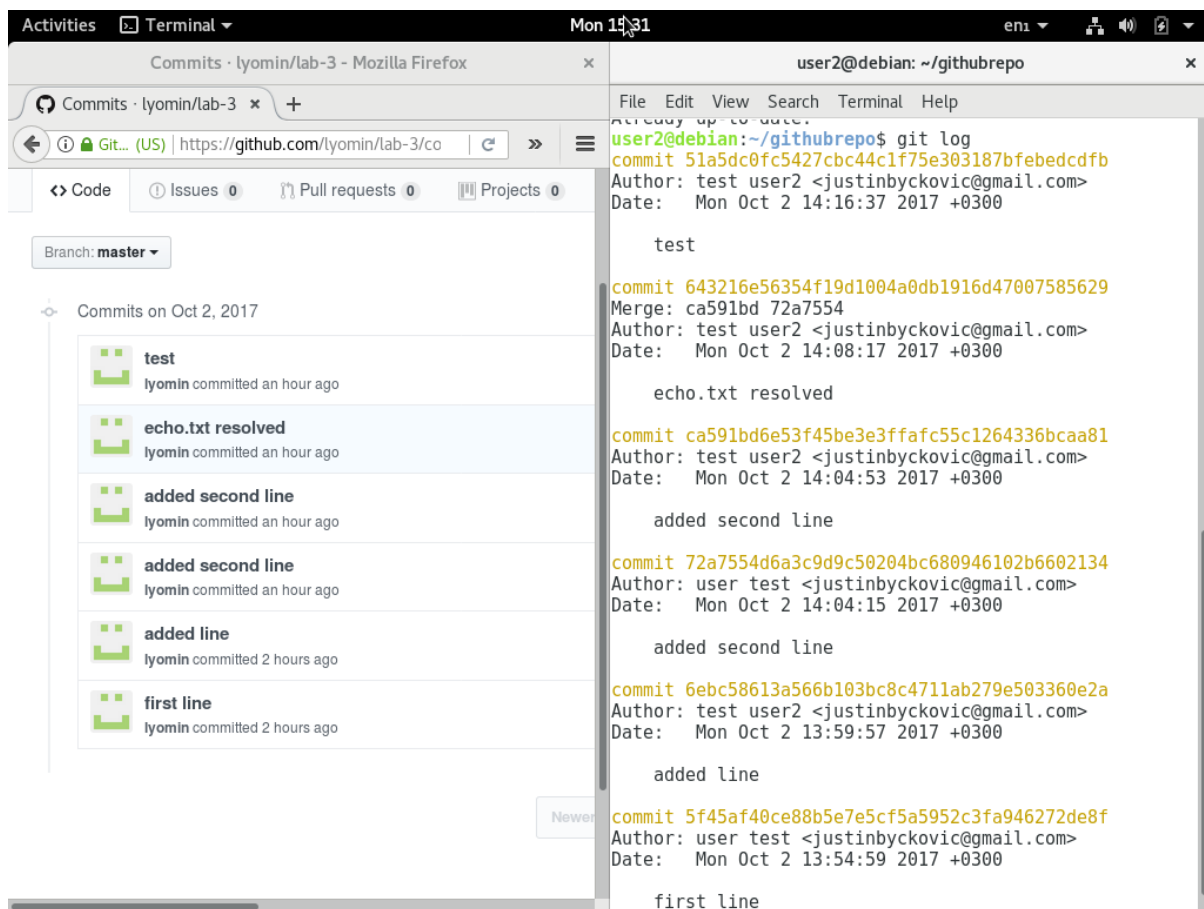 Activities Terminal Mon 15:31 en1
Commits · lyomin/lab-3 - Mozilla Firefox ×
Commits · lyomin/lab-3 × +
Git... (US) https://github.com/lyomin/lab-3/co »
<> Code Issues 0 Pull requests 0 Projects 0
Branch: master
Commits on Oct 2, 2017
test
lyomin committed an hour ago
echo.txt resolved
lyomin committed an hour ago
added second line
lyomin committed an hour ago
added second line
lyomin committed an hour ago
added line
lyomin committed 2 hours ago
first line
lyomin committed 2 hours ago
Newer
user2@debian: ~/githubrepo ×
File Edit View Search Terminal Help
Already up-to-date.
user2@debian:~/githubrepo$ git log
commit 51a5dc0fc5427cbc44c1f75e303187bfebedcdfb
Author: test user2 <justinbyckovic@gmail.com>
Date:   Mon Oct 2 14:16:37 2017 +0300
test
commit 643216e56354f19d1004a0db1916d47007585629
Merge: ca591bd 72a7554
Author: test user2 <justinbyckovic@gmail.com>
Date:   Mon Oct 2 14:08:17 2017 +0300
echo.txt resolved
commit ca591bd6e53f45be3e3ffafc55c1264336bcaa81
Author: test user2 <justinbyckovic@gmail.com>
Date:   Mon Oct 2 14:04:53 2017 +0300
added second line
commit 72a7554d6a3c9d9c50204bc680946102b6602134
Author: user test <justinbyckovic@gmail.com>
Date:   Mon Oct 2 14:04:15 2017 +0300
added second line
commit 6ebc58613a566b103bc8c4711ab279e503360e2a
Author: test user2 <justinbyckovic@gmail.com>
Date:   Mon Oct 2 13:59:57 2017 +0300
added line
commit 5f45af40ce88b5e7e5cf5a5952c3fa946272de8f
Author: user test <justinbyckovic@gmail.com>
Date:   Mon Oct 2 13:54:59 2017 +0300
first line